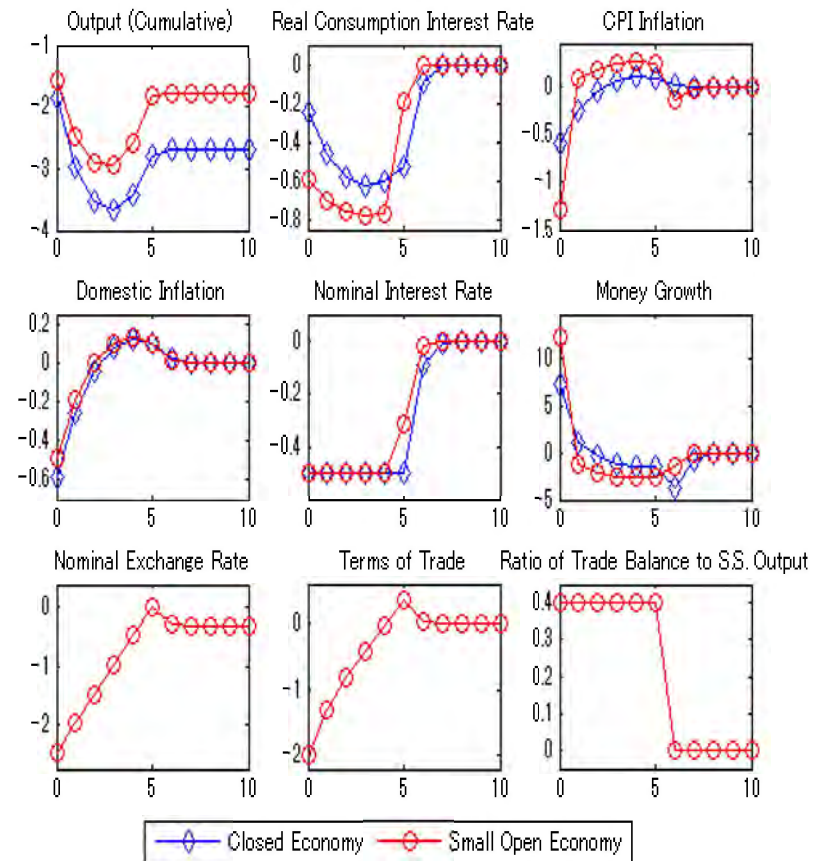 Output (Cumulative) Real Consumption Interest Rate CPI Inflation
-1
-2
-3
-4
0 5 10
0
-0.2
-0.4
-0.6
-0.8
0 5 10
0
-0.5
-1
-1.5
0 5 10
Domestic Inflation Nominal Interest Rate Money Growth
0.2
0
-0.2
-0.4
-0.6
0 5 10
0
-0.2
-0.4
0 5 10
10
5
0
-5
0 5 10
Nominal Exchange Rate Terms of Trade Ratio of Trade Balance to S.S. Output
0
-1
-2
0 5 10
0
-1
-2
0 5 10
0.4
0.3
0.2
0.1
0
0 5 10
Closed Economy Small Open Economy